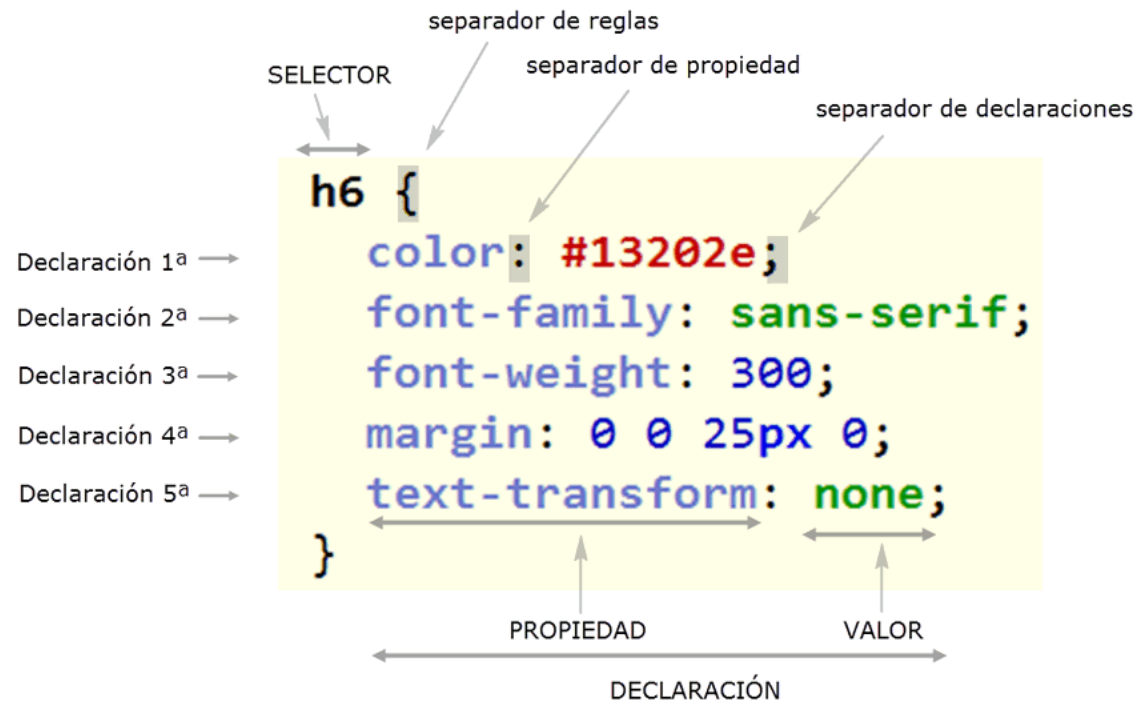 separador de reglas
separador de propiedad
SELECTOR
separador de declaraciones
h6 {
Declaración 1ª
color: #13202e;
Declaración 2ª
font-family: sans-serif;
Declaración 3ª
font-weight: 300;
Declaración 4ª
margin: 0 0 25px 0;
Declaración 5ª
text-transform: none;
}
PROPIEDAD
VALOR
DECLARACIÓN